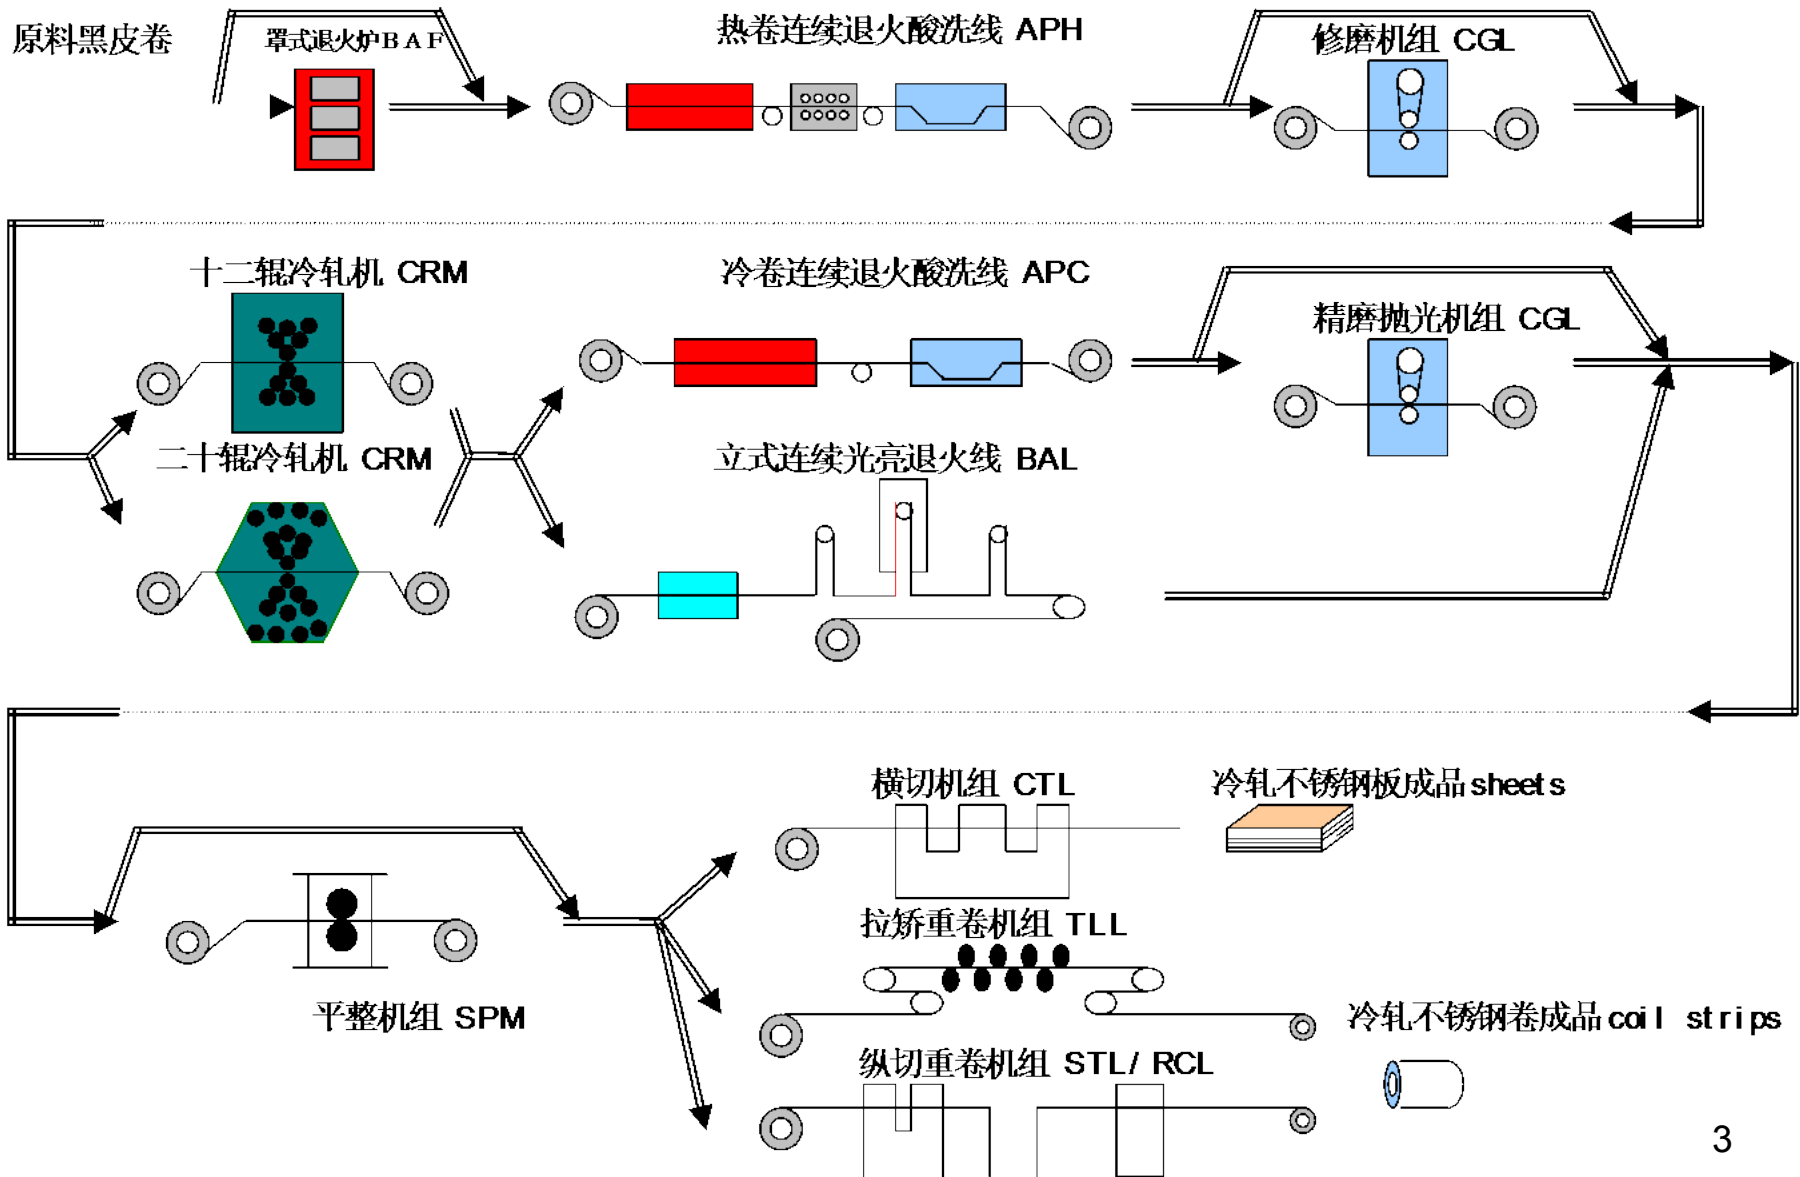 原料黑皮卷
罩式退火炉BAF
热卷连续退火酸洗线 APH
修磨机组 CGL
十二辊冷轧机 CRM
冷卷连续退火酸洗线 APC
精磨抛光机组 CGL
二十辊冷轧机 CRM
立式连续光亮退火线 BAL
横切机组 CTL
冷轧不锈钢板成品sheets
拉矫重卷机组 TLL
平整机组 SPM
冷轧不锈钢卷成品coil strips
纵切重卷机组 STL/ RCL
3